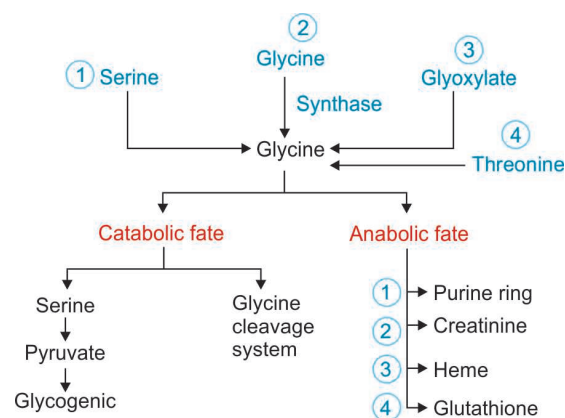 2
Glycine
1 Serine
3
Glyoxylate
Synthase
4
Threonine
Glycine
Catabolic fate
Anabolic fate
Serine
Pyruvate
Glycogenic
Glycine
cleavage
system
1 Purine ring
2 Creatinine
3 Heme
4 Glutathione